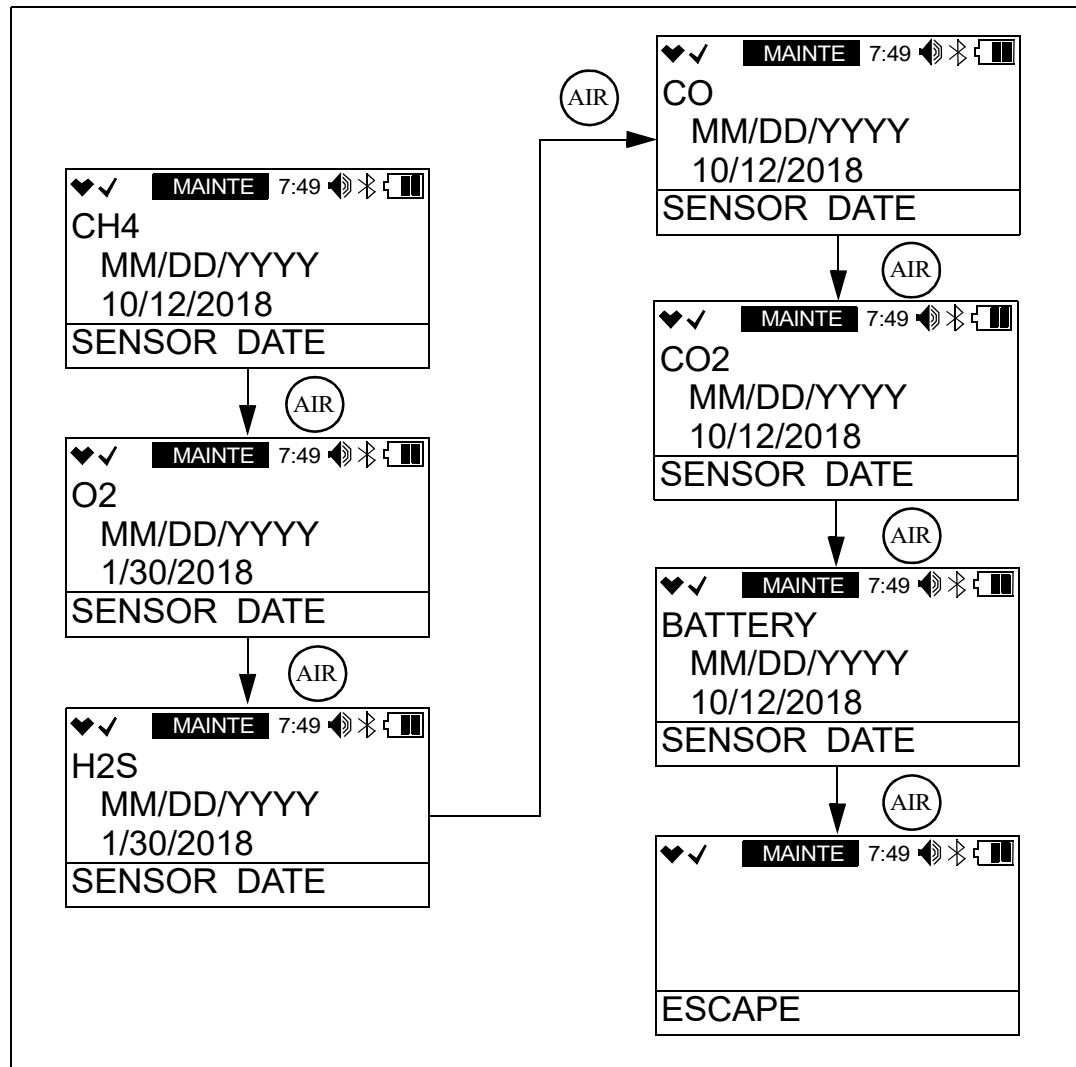 MAINTE 7:49
CH4
MM/DD/YYYY
10/12/2018
SENSOR DATE
AIR
MAINTE 7:49
O2
MM/DD/YYYY
1/30/2018
SENSOR DATE
AIR
MAINTE 7:49
H2S
MM/DD/YYYY
1/30/2018
SENSOR DATE
AIR
MAINTE 7:49
CO
MM/DD/YYYY
10/12/2018
SENSOR DATE
AIR
MAINTE 7:49
CO2
MM/DD/YYYY
10/12/2018
SENSOR DATE
AIR
MAINTE 7:49
BATTERY
MM/DD/YYYY
10/12/2018
SENSOR DATE
AIR
MAINTE 7:49
ESCAPE